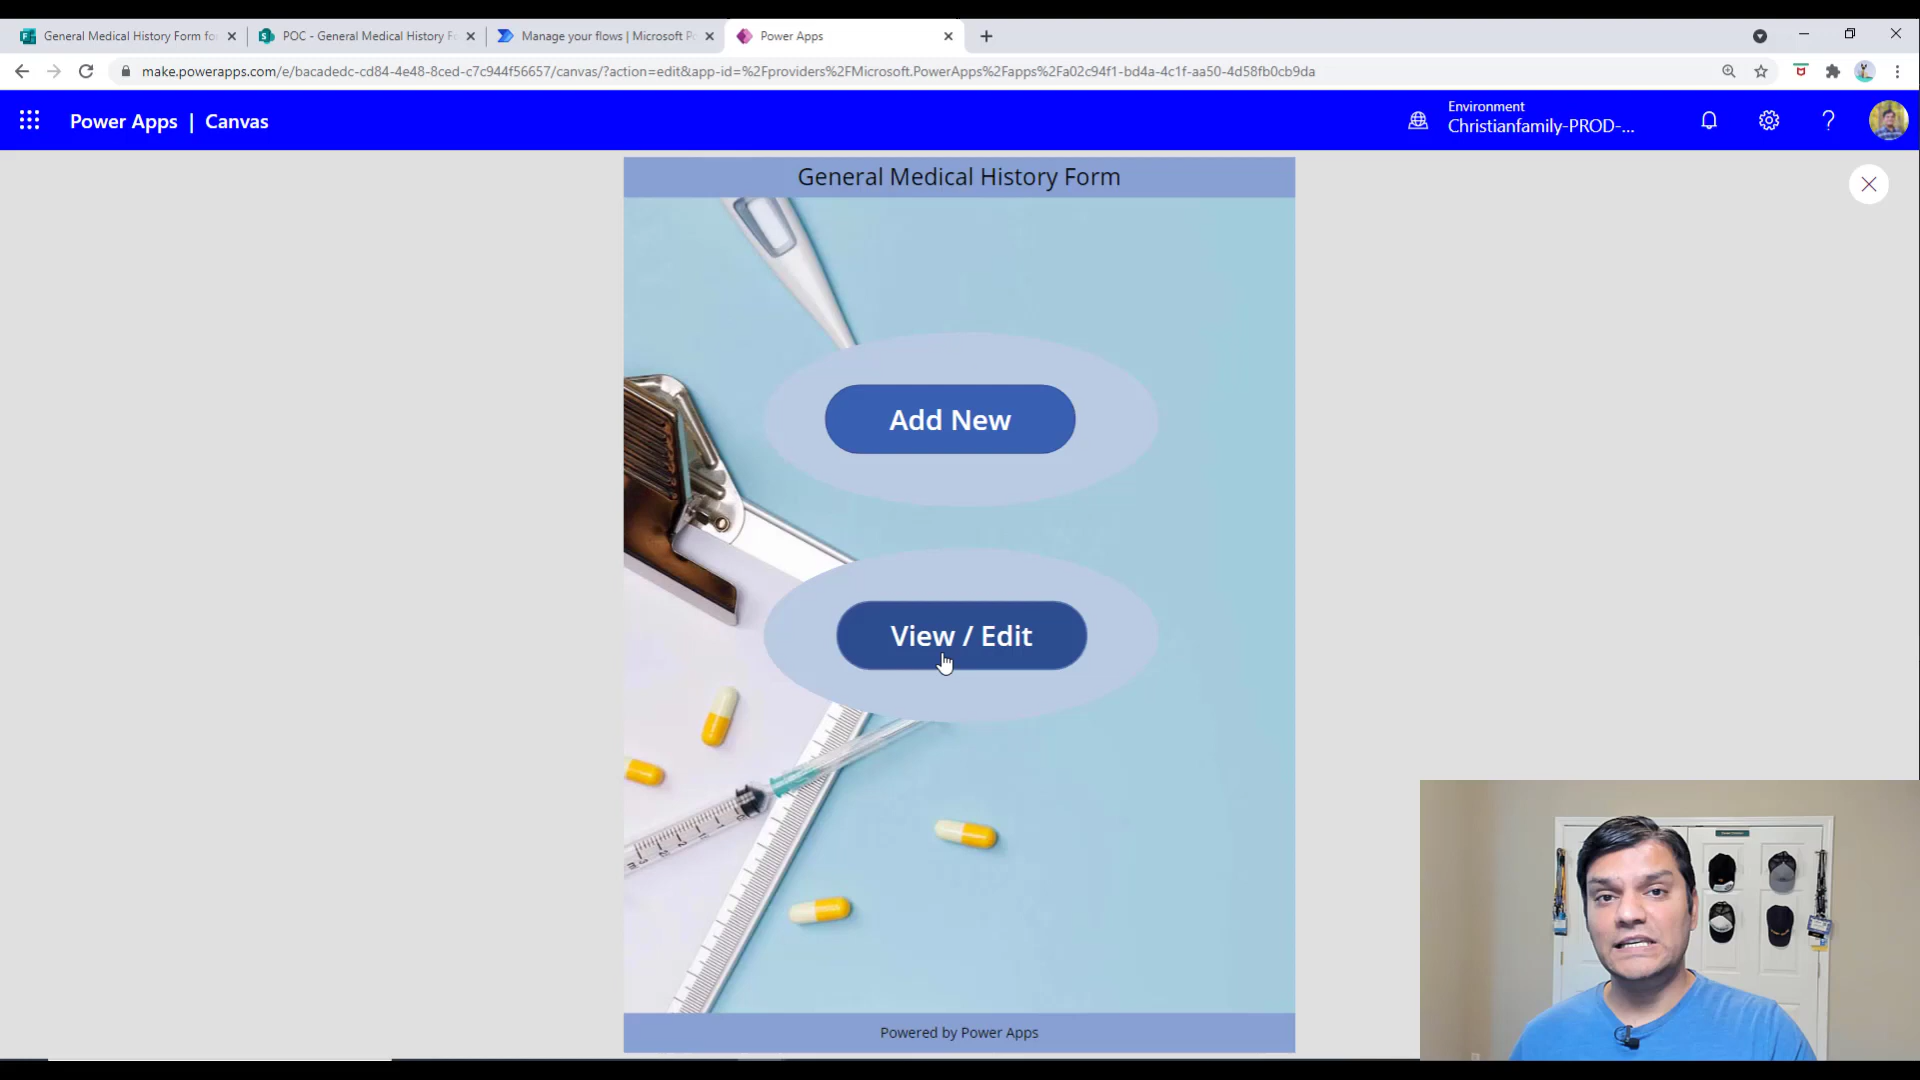 General Medical History Form fo
POC - General Medical History F
Manage your flows | Microsoft P
Power Apps
make.powerapps.com/e/bacadedc-cd84-4e48-8ced-c7c944f56657/canvas/?action=edit&app-id=%2Fproviders%2FMicrosoft.PowerApps%2Fapps%2Fa02c94f1-bd4a-4c1f-aa50-4d58fb0cb9da
Power Apps | Canvas
Environment
Christianfamily-PROD-...
General Medical History Form
Add New
View / Edit
Powered by Power Apps